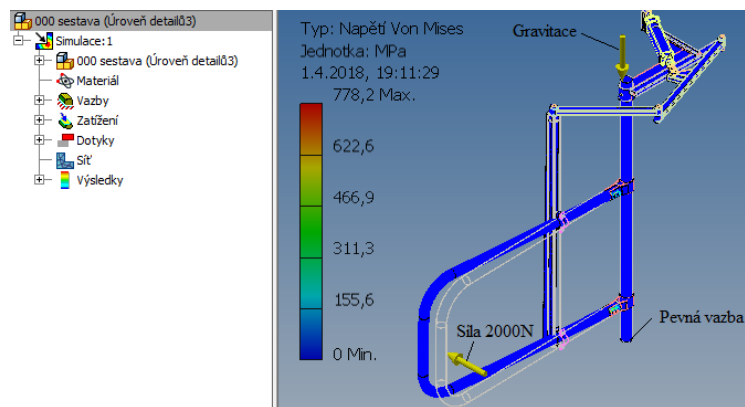 000 sestava (Úroveň detailů3)
Simulace:1
000 sestava (Úroveň detailů3)
Materiál
Vazby
Zatížení
Dotyky
Síť
Výsledky
Typ: Napětí Von Mises
Jednotka: MPa
1.4.2018, 19:11:29
778,2 Max.
622,6
466,9
311,3
155,6
0 Min.
Gravitace
Síla 2000N
Pevná vazba